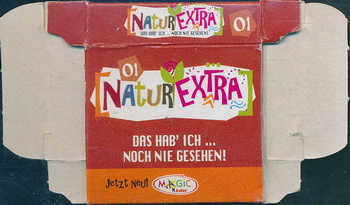 NATUREXTRA
DAS HAB' ICH ... NOCH NIE GESEHEN!
01
01
NATUREXTRA
DAS HAB' ICH ...
NOCH NIE GESEHEN!
Jetzt Neu! MAGIC
Kinder